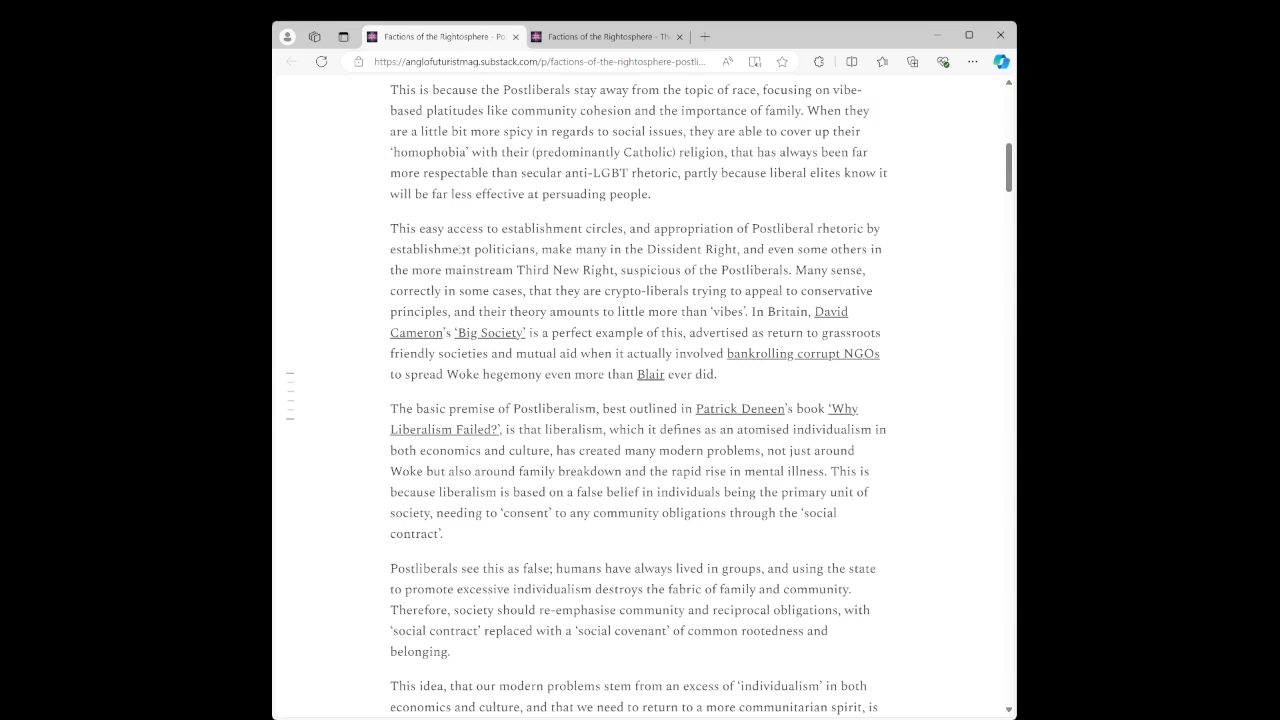 Factions of the Rightosphere - Po
Factions of the Rightosphere - Th
https://anglofuturistmag.substack.com/p/factions-of-the-rightosphere-postli...
This is because the Postliberals stay away from the topic of race, focusing on vibe-
based platitudes like community cohesion and the importance of family. When they
are a little bit more spicy in regards to social issues, they are able to cover up their
‘homophobia’ with their (predominantly Catholic) religion, that has always been far
more respectable than secular anti-LGBT rhetoric, partly because liberal elites know it
will be far less effective at persuading people.
This easy access to establishment circles, and appropriation of Postliberal rhetoric by
establishment politicians, make many in the Dissident Right, and even some others in
the more mainstream Third New Right, suspicious of the Postliberals. Many sense,
correctly in some cases, that they are crypto-liberals trying to appeal to conservative
principles, and their theory amounts to little more than ‘vibes’. In Britain, David
Cameron’s ‘Big Society’ is a perfect example of this, advertised as return to grassroots
friendly societies and mutual aid when it actually involved bankrolling corrupt NGOs
to spread Woke hegemony even more than Blair ever did.
The basic premise of Postliberalism, best outlined in Patrick Deneen’s book ‘Why
Liberalism Failed?’, is that liberalism, which it defines as an atomised individualism in
both economics and culture, has created many modern problems, not just around
Woke but also around family breakdown and the rapid rise in mental illness. This is
because liberalism is based on a false belief in individuals being the primary unit of
society, needing to ‘consent’ to any community obligations through the ‘social
contract’.
Postliberals see this as false; humans have always lived in groups, and using the state
to promote excessive individualism destroys the fabric of family and community.
Therefore, society should re-emphasise community and reciprocal obligations, with
‘social contract’ replaced with a ‘social covenant’ of common rootedness and
belonging.
This idea, that our modern problems stem from an excess of ‘individualism’ in both
economics and culture, and that we need to return to a more communitarian spirit, is